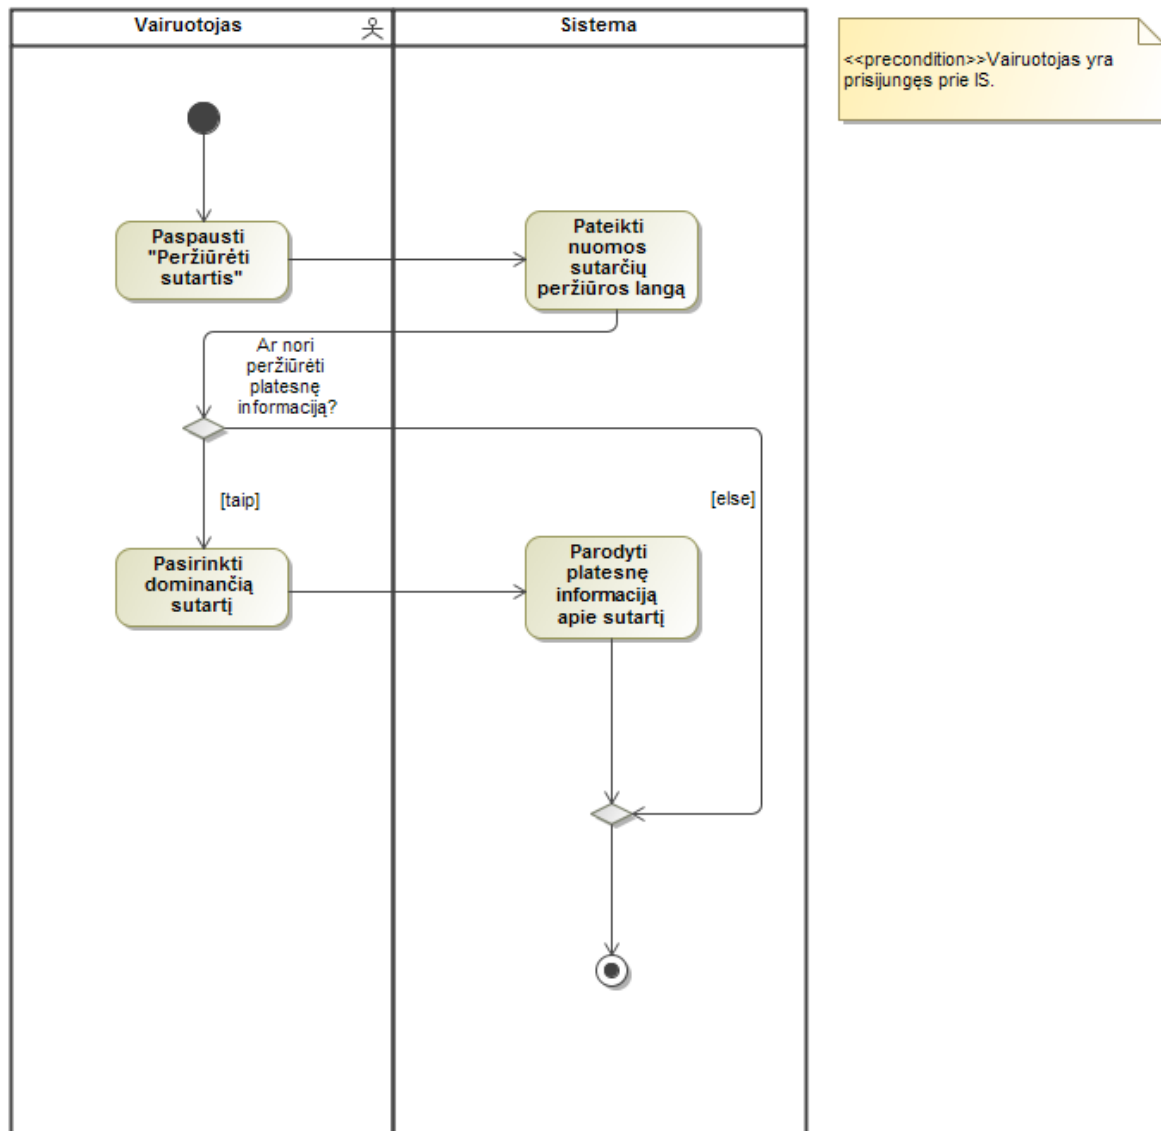 Vairuotojas
Sistema
<<precondition>>Vairuotojas yra
prisijungęs prie IS.
Paspausti
"Peržiūrėti
sutartis"
Pateikti
nuomos
sutarčių
peržiūros langą
Ar nori
peržiūrėti
platesnę
informaciją?
[taip]
[else]
Pasirinkti
dominančią
sutartį
Parodyti
platesnę
informaciją
apie sutartį